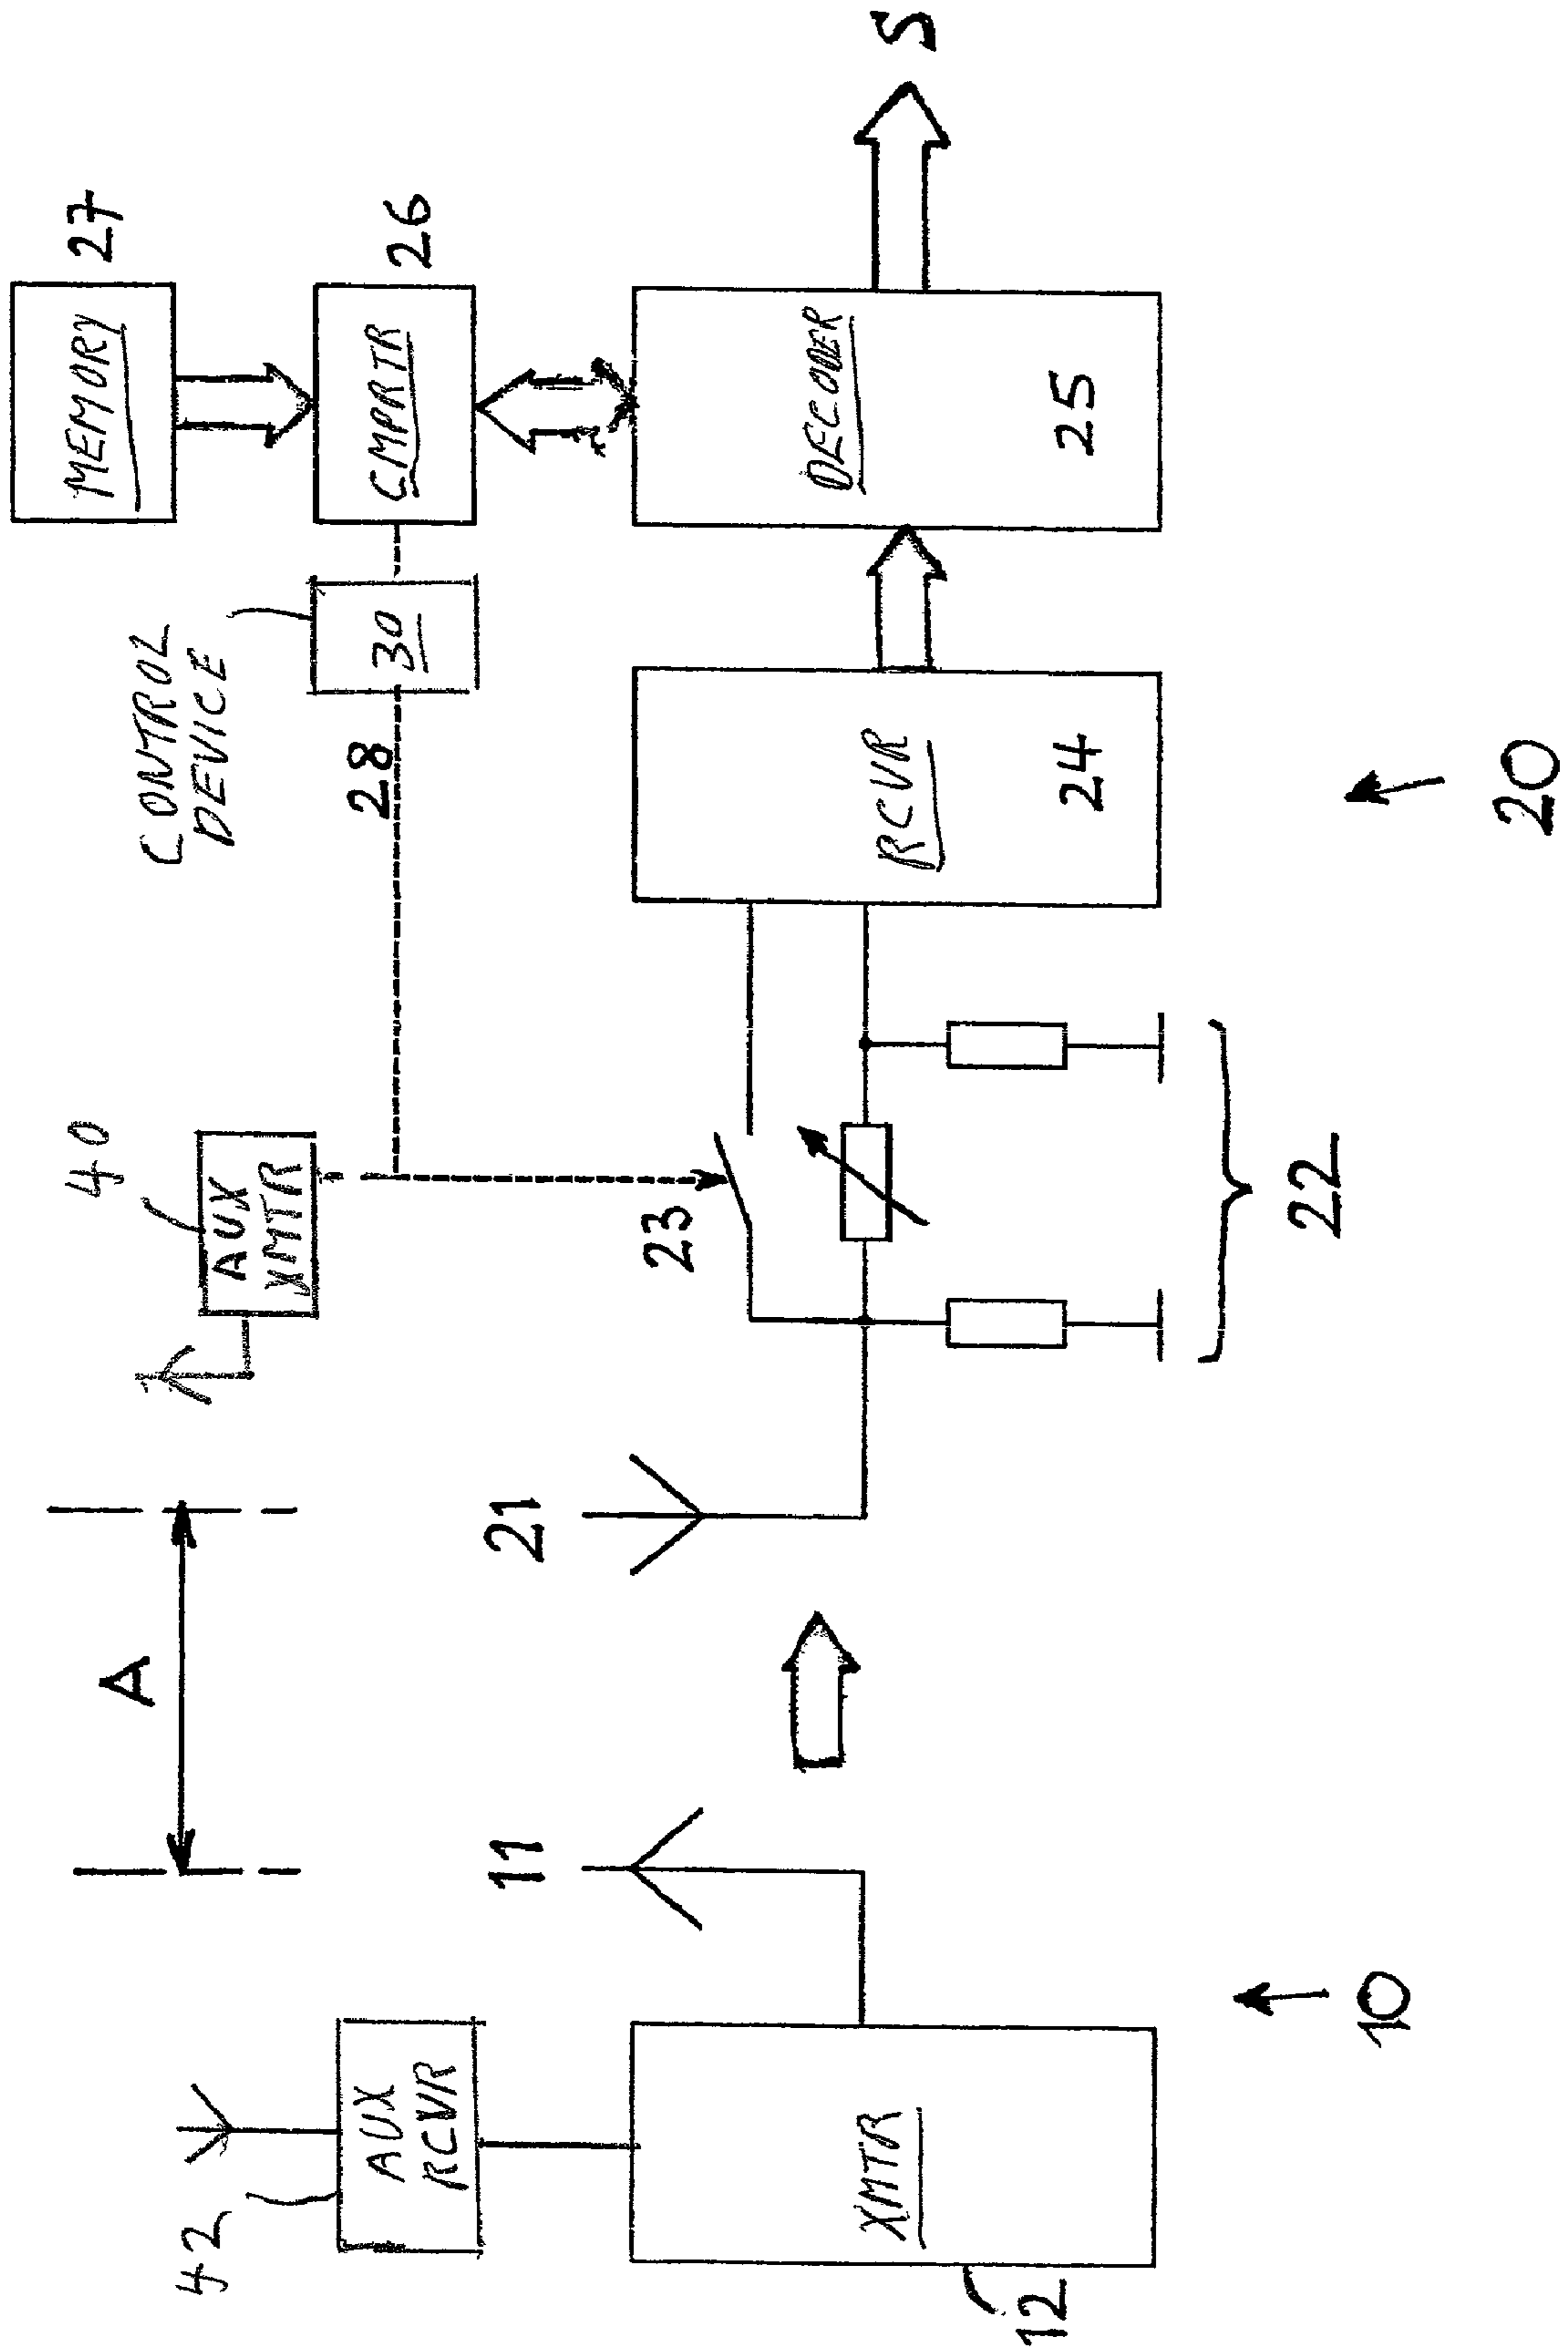 42
AUX
RCVR
XMTR
12
10
11
A
21
40
AUX
XMTR
23
22
28
CONTROL
DEVICE
30
MEMORY
27
CMPRTR
26
RCVR
24
DECODER
25
S
20